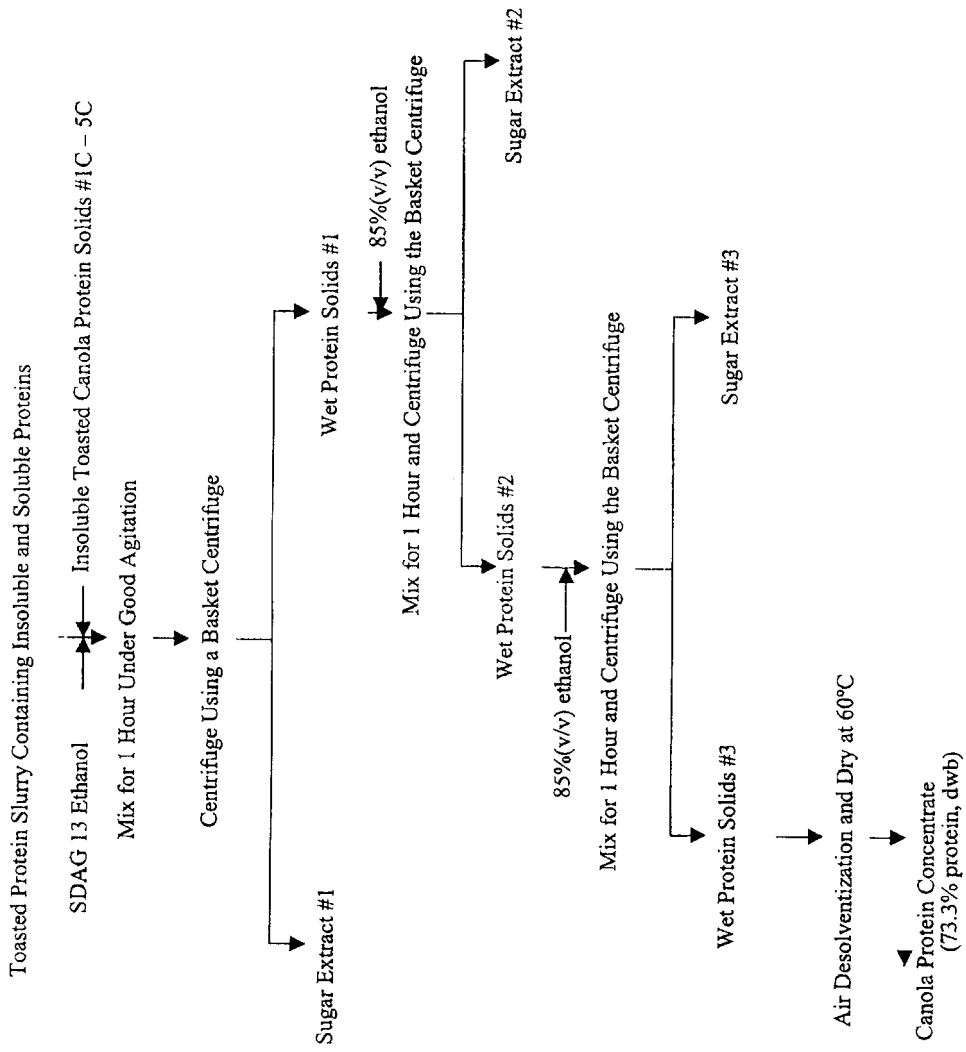 Toasted Protein Slurry Containing Insoluble and Soluble Proteins
SDAG 13 Ethanol
Insoluble Toasted Canola Protein Solids #1C – 5C
Mix for 1 Hour Under Good Agitation
Centrifuge Using a Basket Centrifuge
Sugar Extract #1
Wet Protein Solids #1
85%(v/v) ethanol
Mix for 1 Hour and Centrifuge Using the Basket Centrifuge
Wet Protein Solids #2
Sugar Extract #2
85%(v/v) ethanol
Mix for 1 Hour and Centrifuge Using the Basket Centrifuge
Wet Protein Solids #3
Sugar Extract #3
Air Desolventization and Dry at 60°C
Canola Protein Concentrate
(73.3% protein, dwb)